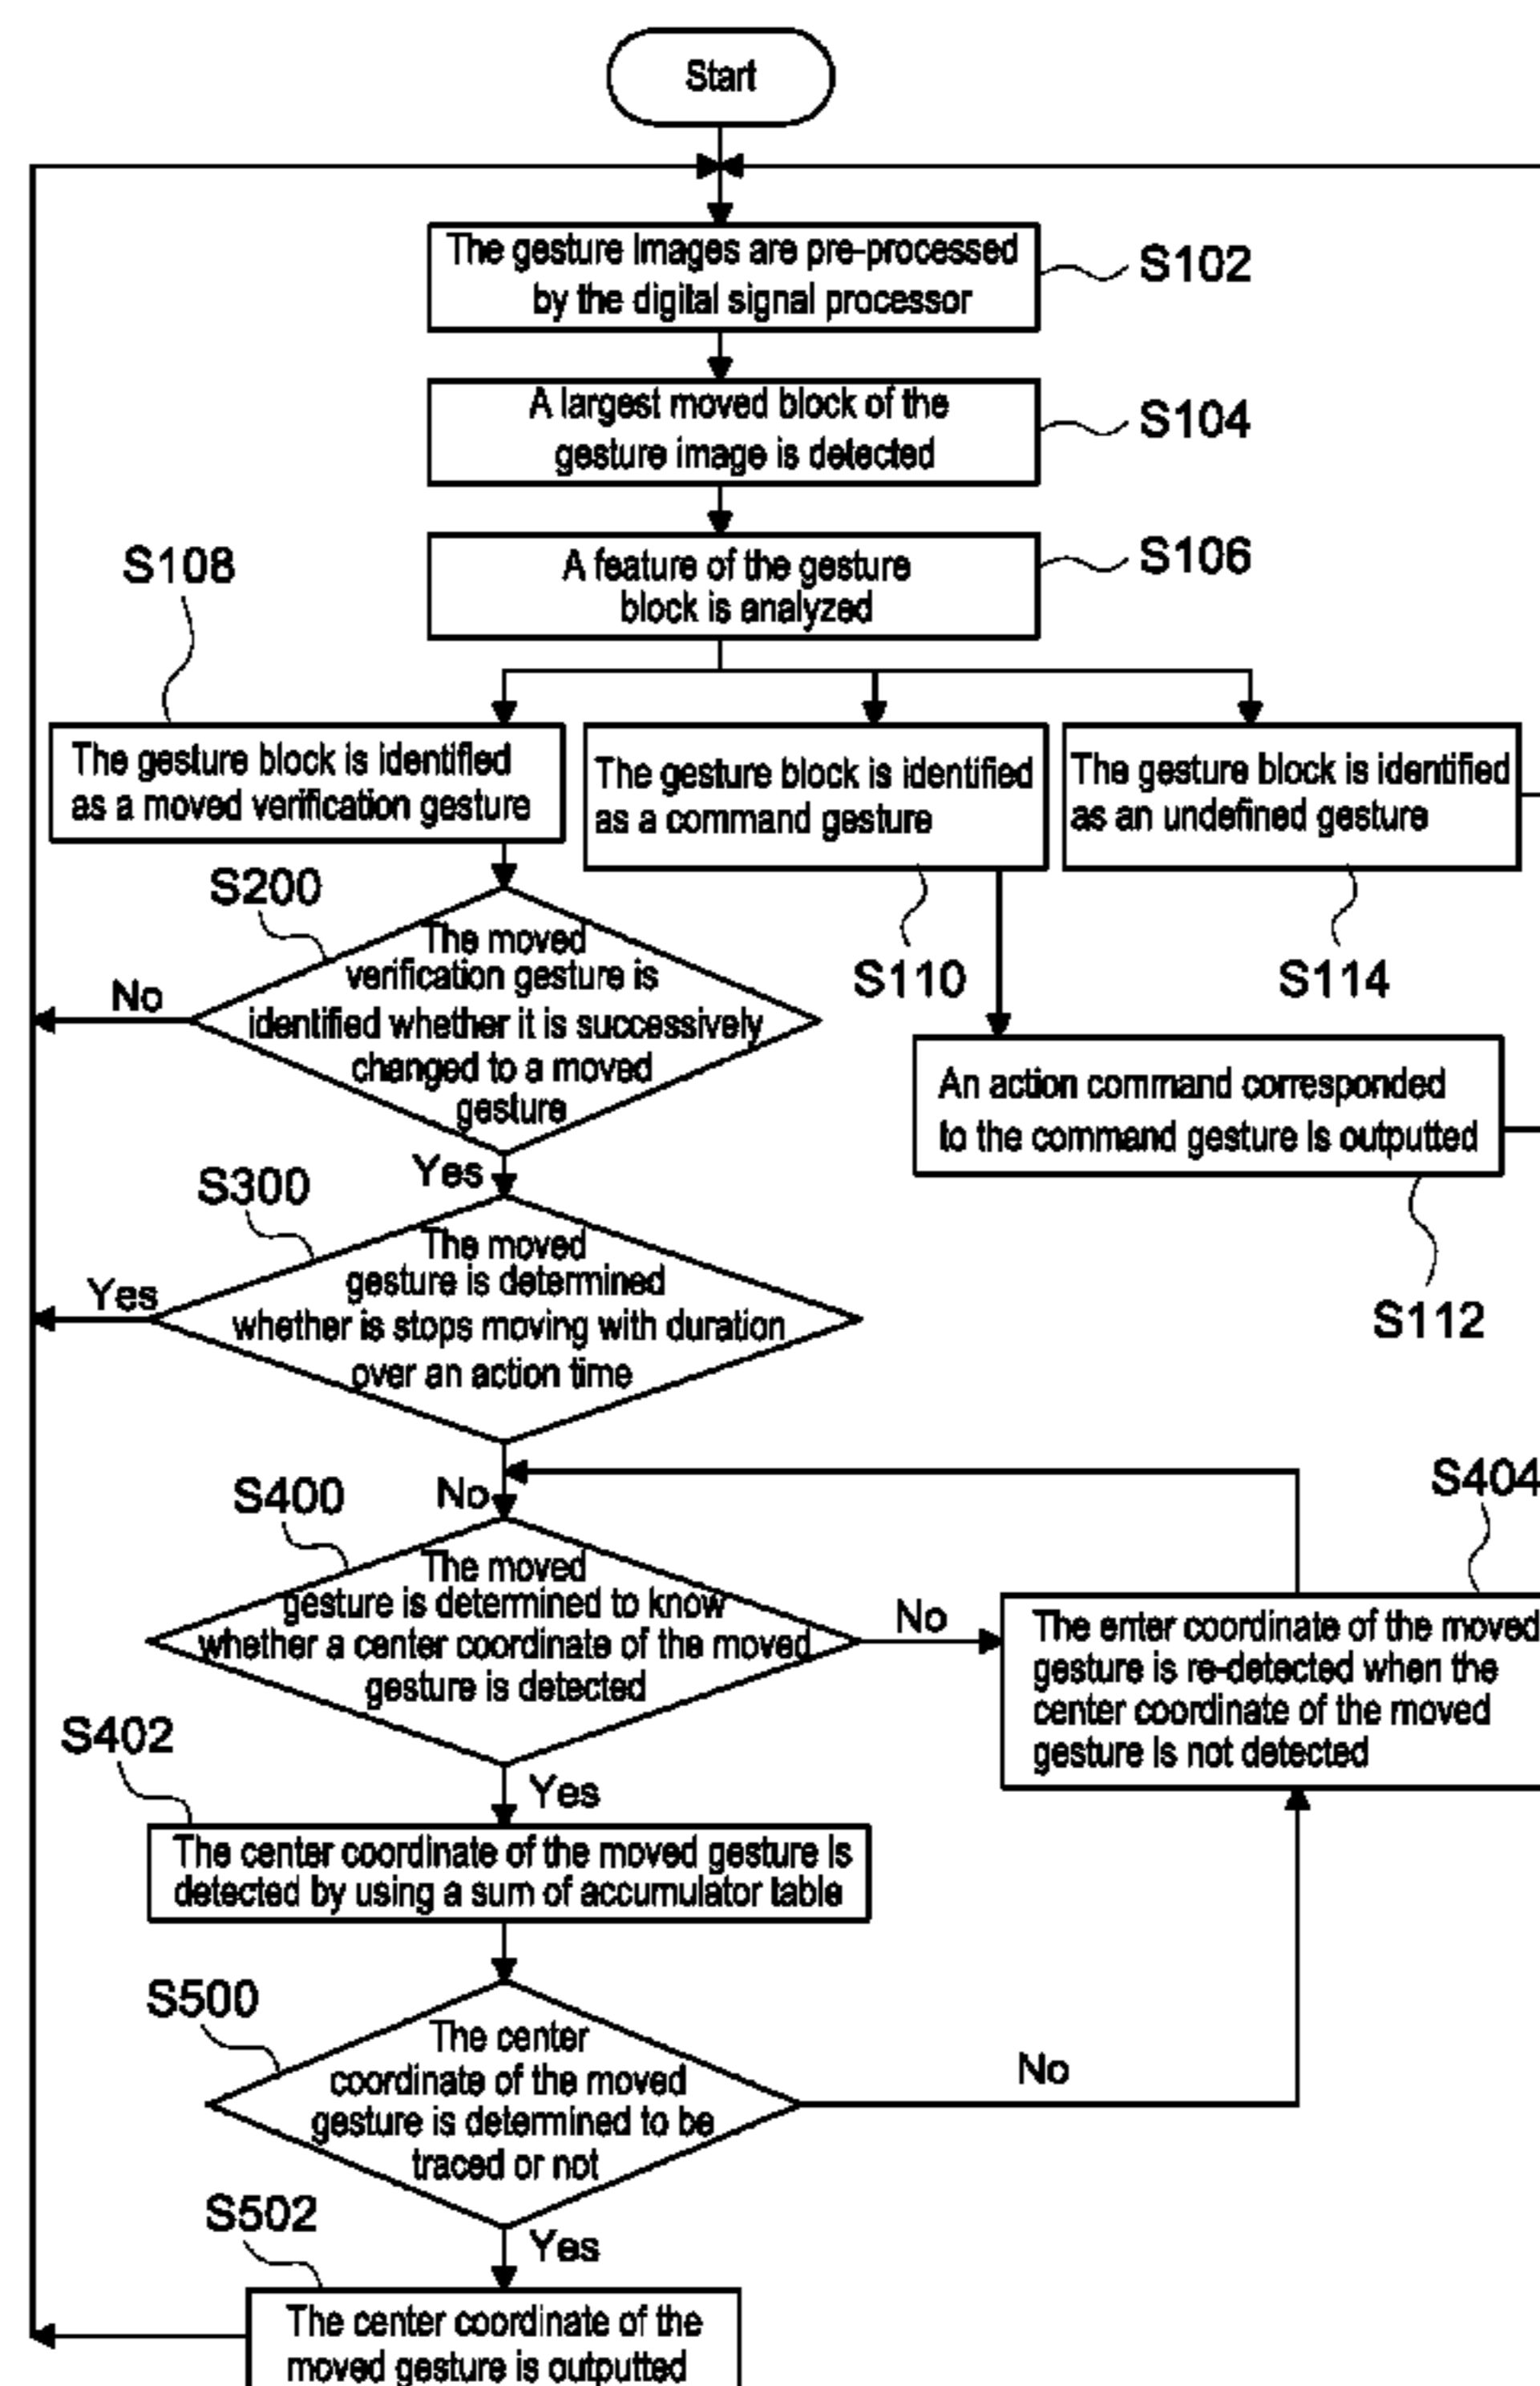 Start
The gesture images are pre-processed
by the digital signal processor
S102
A largest moved block of the
gesture image is detected
S104
A feature of the gesture
block is analyzed
S106
S108
The gesture block is identified
as a moved verification gesture
The gesture block is identified
as a command gesture
The gesture block is identified
as an undefined gesture
S200
The moved
verification gesture is
identified whether it is successively
changed to a moved
gesture
No
S110
S114
An action command corresponded
to the command gesture is outputted
Yes
S300
The moved
gesture is determined
whether is stops moving with duration
over an action time
Yes
S112
No
S400
The moved
gesture is determined to know
whether a center coordinate of the moved
gesture is detected
No
S404
The enter coordinate of the moved
gesture is re-detected when the
center coordinate of the moved
gesture is not detected
S402
Yes
The center coordinate of the moved gesture is
detected by using a sum of accumulator table
S500
The center
coordinate of the moved
gesture is determined to be
traced or not
No
S502
Yes
The center coordinate of the
moved gesture is outputted